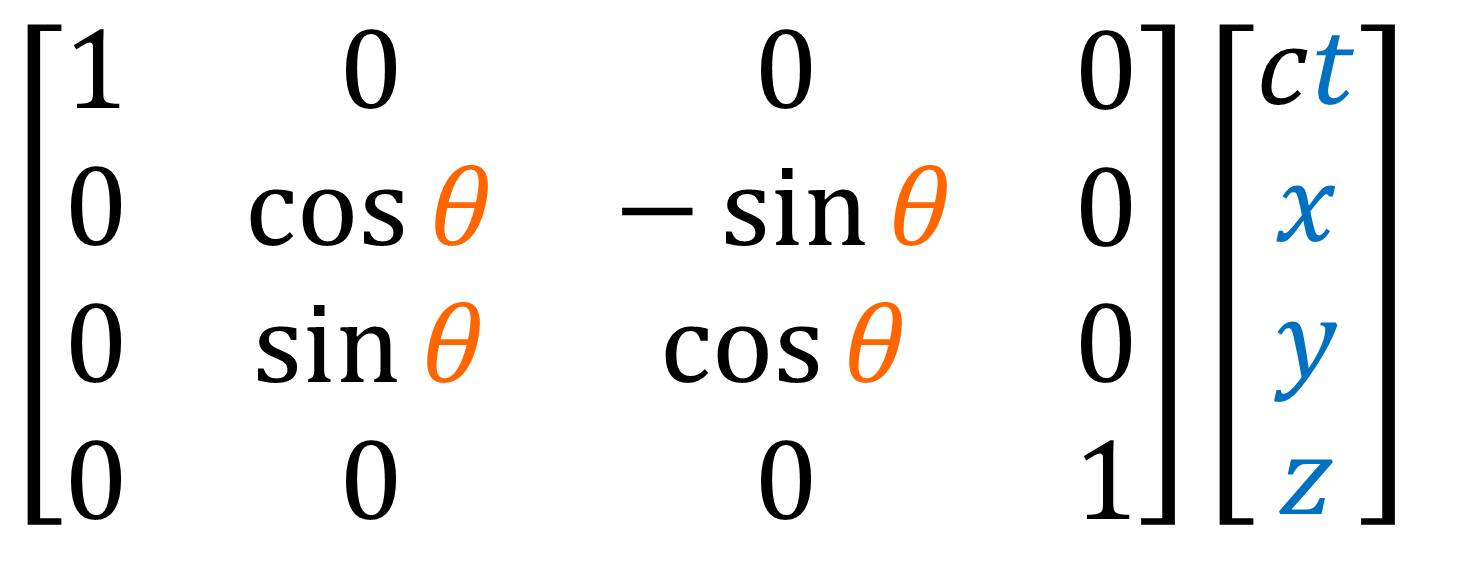 1 0 0 0 ct
0 cos θ − sin θ 0 x
0 sin θ cos θ 0 y
0 0 0 1 z